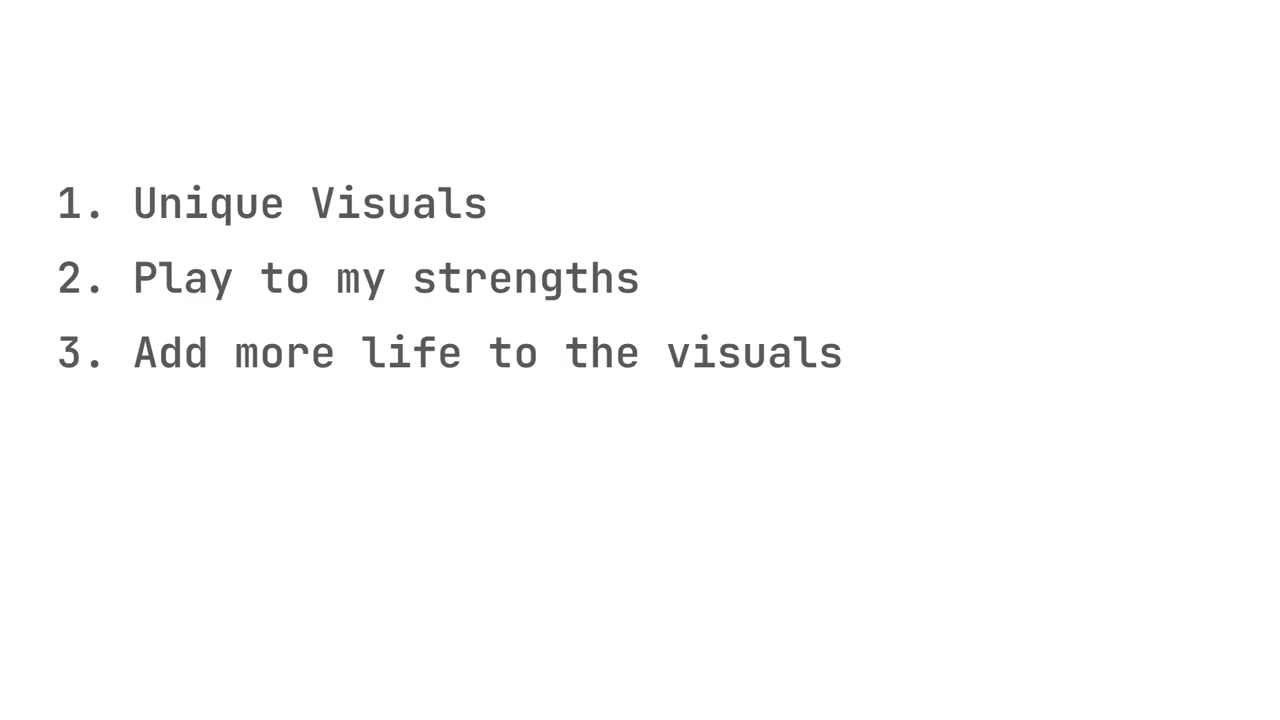 1. Unique Visuals
2. Play to my strengths
3. Add more life to the visuals